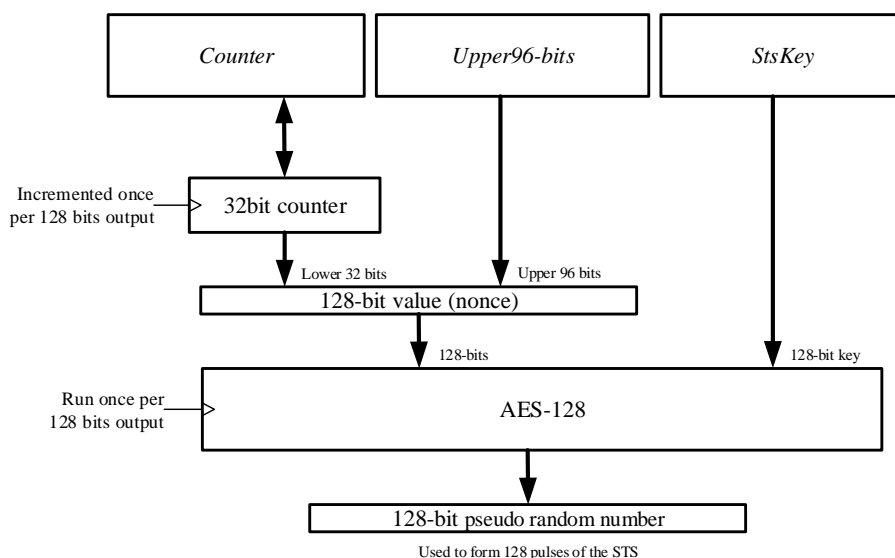 Counter
Upper96-bits
StsKey
Incremented once
per 128 bits output
32bit counter
Lower 32 bits
Upper 96 bits
128-bit value (nonce)
128-bits
128-bit key
Run once per
128 bits output
AES-128
128-bit pseudo random number
Used to form 128 pulses of the STS